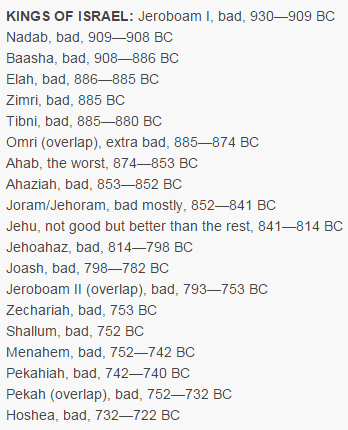 KINGS OF ISRAEL: Jeroboam I, bad, 930—909 BC
Nadab, bad, 909—908 BC
Baasha, bad, 908—886 BC
Elah, bad, 886—885 BC
Zimri, bad, 885 BC
Tibni, bad, 885—880 BC
Omri (overlap), extra bad, 885—874 BC
Ahab, the worst, 874—853 BC
Ahaziah, bad, 853—852 BC
Joram/Jehoram, bad mostly, 852—841 BC
Jehu, not good but better than the rest, 841—814 BC
Jehoahaz, bad, 814—798 BC
Joash, bad, 798—782 BC
Jeroboam II (overlap), bad, 793—753 BC
Zechariah, bad, 753 BC
Shallum, bad, 752 BC
Menahem, bad, 752—742 BC
Pekahiah, bad, 742—740 BC
Pekah (overlap), bad, 752—732 BC
Hoshea, bad, 732—722 BC